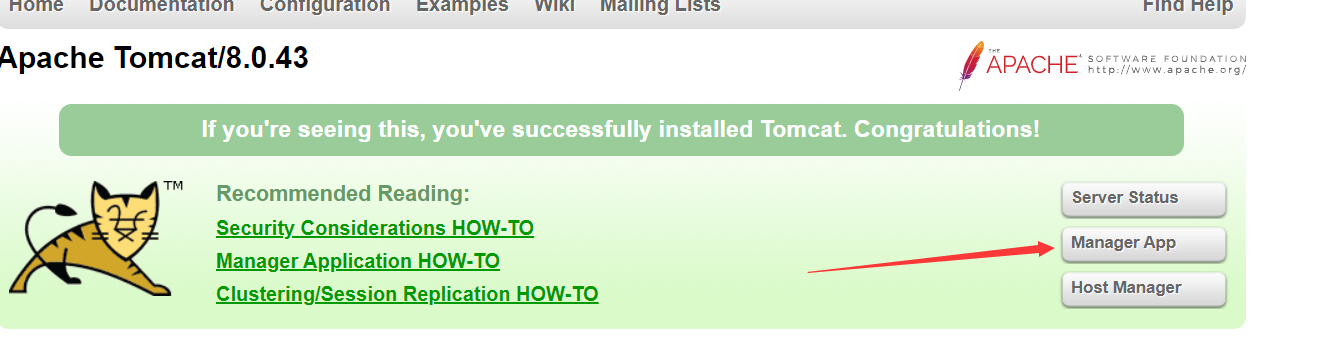 Home Documentation Configuration Examples Wiki Mailing Lists Find Help
Apache Tomcat/8.0.43
THE
APACHE SOFTWARE FOUNDATION
http://www.apache.org/
If you're seeing this, you've successfully installed Tomcat. Congratulations!
TM
Recommended Reading:
Security Considerations HOW-TO
Manager Application HOW-TO
Clustering/Session Replication HOW-TO
Server Status
Manager App
Host Manager